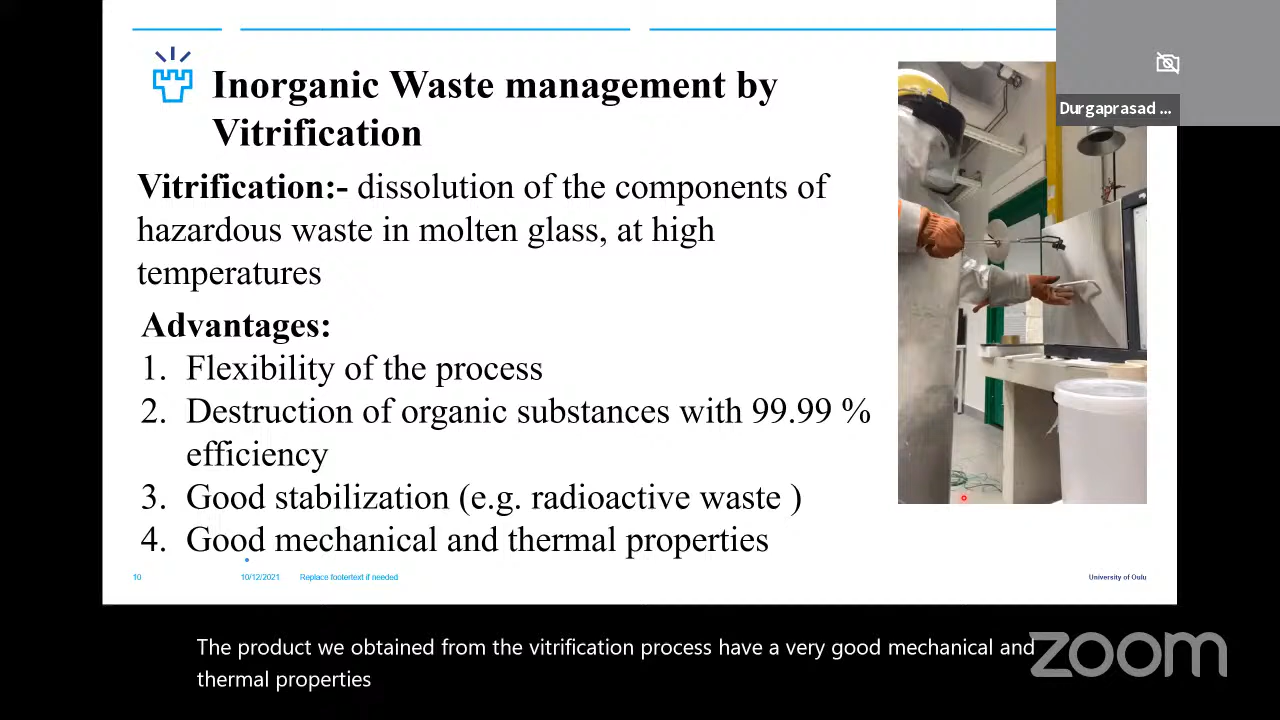 Inorganic Waste management by
Vitrification
Durgaprasad ...
Vitrification:- dissolution of the components of
hazardous waste in molten glass, at high
temperatures
Advantages:
1. Flexibility of the process
2. Destruction of organic substances with 99.99 %
efficiency
3. Good stabilization (e.g. radioactive waste )
4. Good mechanical and thermal properties
10 10/12/2021 Replace footertext if needed University of Oulu
The product we obtained from the vitrification process have a very good mechanical and
thermal properties
zoom